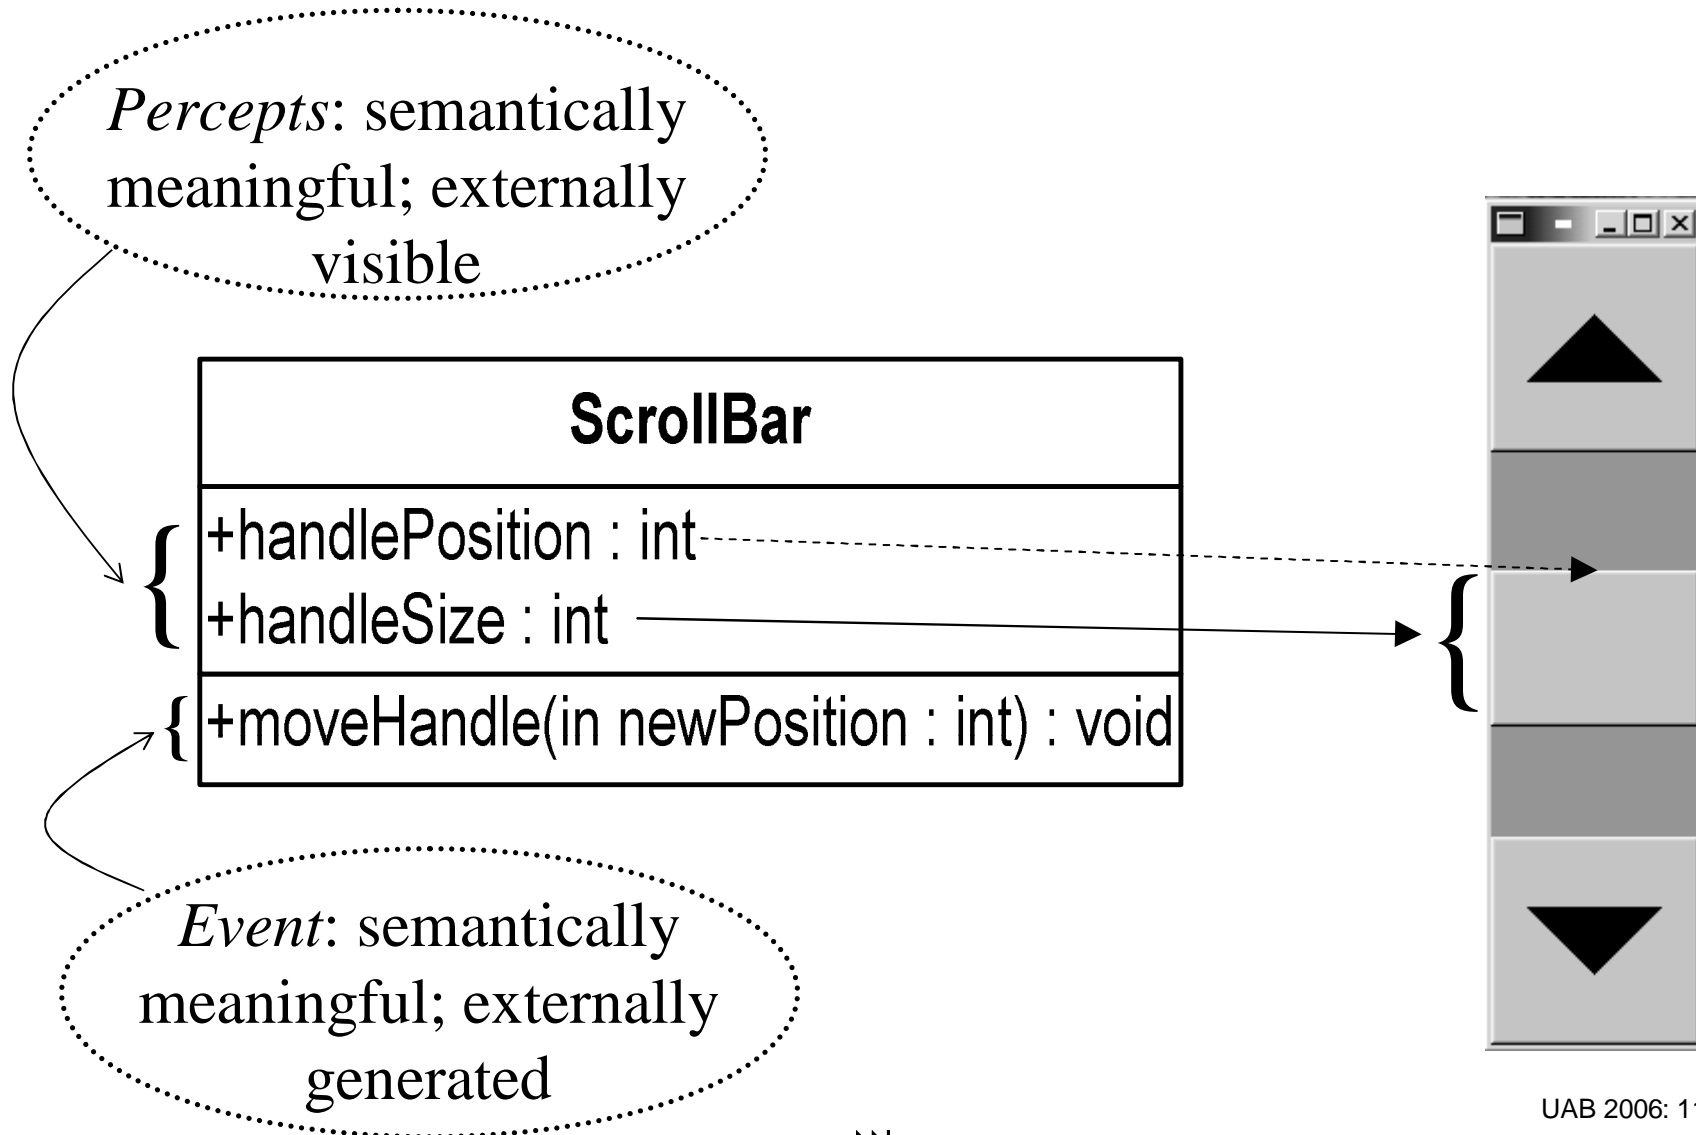 Percepts: semantically
meaningful; externally
visible
ScrollBar
+handlePosition : int
+handleSize : int
+moveHandle(in newPosition : int) : void
Event: semantically
meaningful; externally
generated
UAB 2006: 11